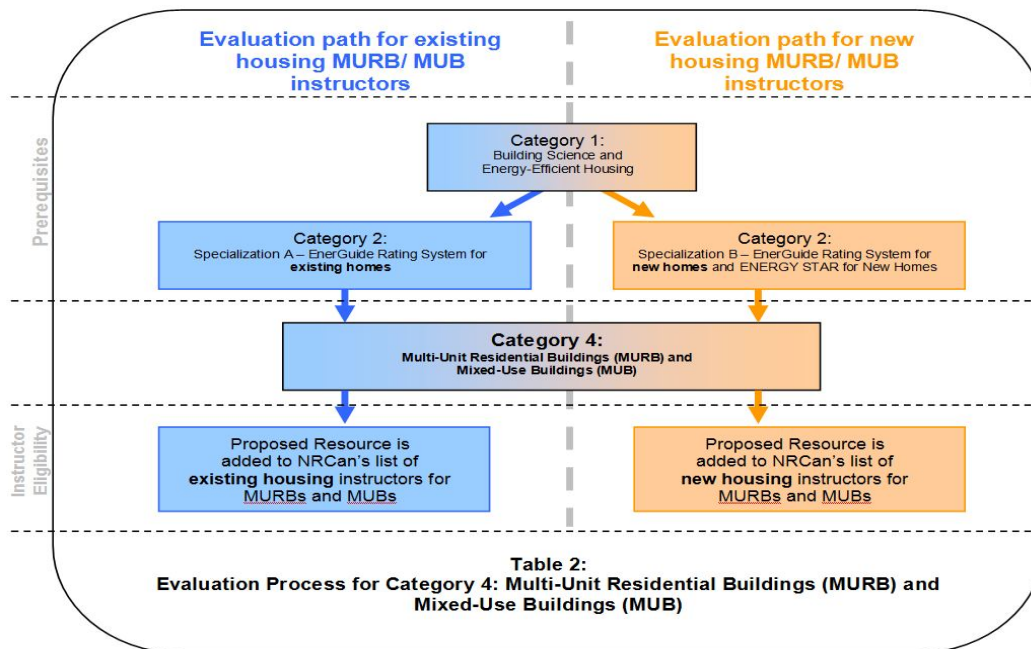 Evaluation path for existing
housing MURB/ MUB
instructors
Evaluation path for new
housing MURB/ MUB
instructors
Prerequisites
Category 1:
Building Science and
Energy-Efficient Housing
Category 2:
Specialization A – EnerGuide Rating System for
existing homes
Category 2:
Specialization B – EnerGuide Rating System for
new homes and ENERGY STAR for New Homes
Category 4:
Multi-Unit Residential Buildings (MURB) and
Mixed-Use Buildings (MUB)
Instructor
Eligibility
Proposed Resource is
added to NRCan's list of
existing housing instructors for
MURBs and MUBs
Proposed Resource is
added to NRCan's list of
new housing instructors for
MURBs and MUBs
Table 2:
Evaluation Process for Category 4: Multi-Unit Residential Buildings (MURB) and
Mixed-Use Buildings (MUB)